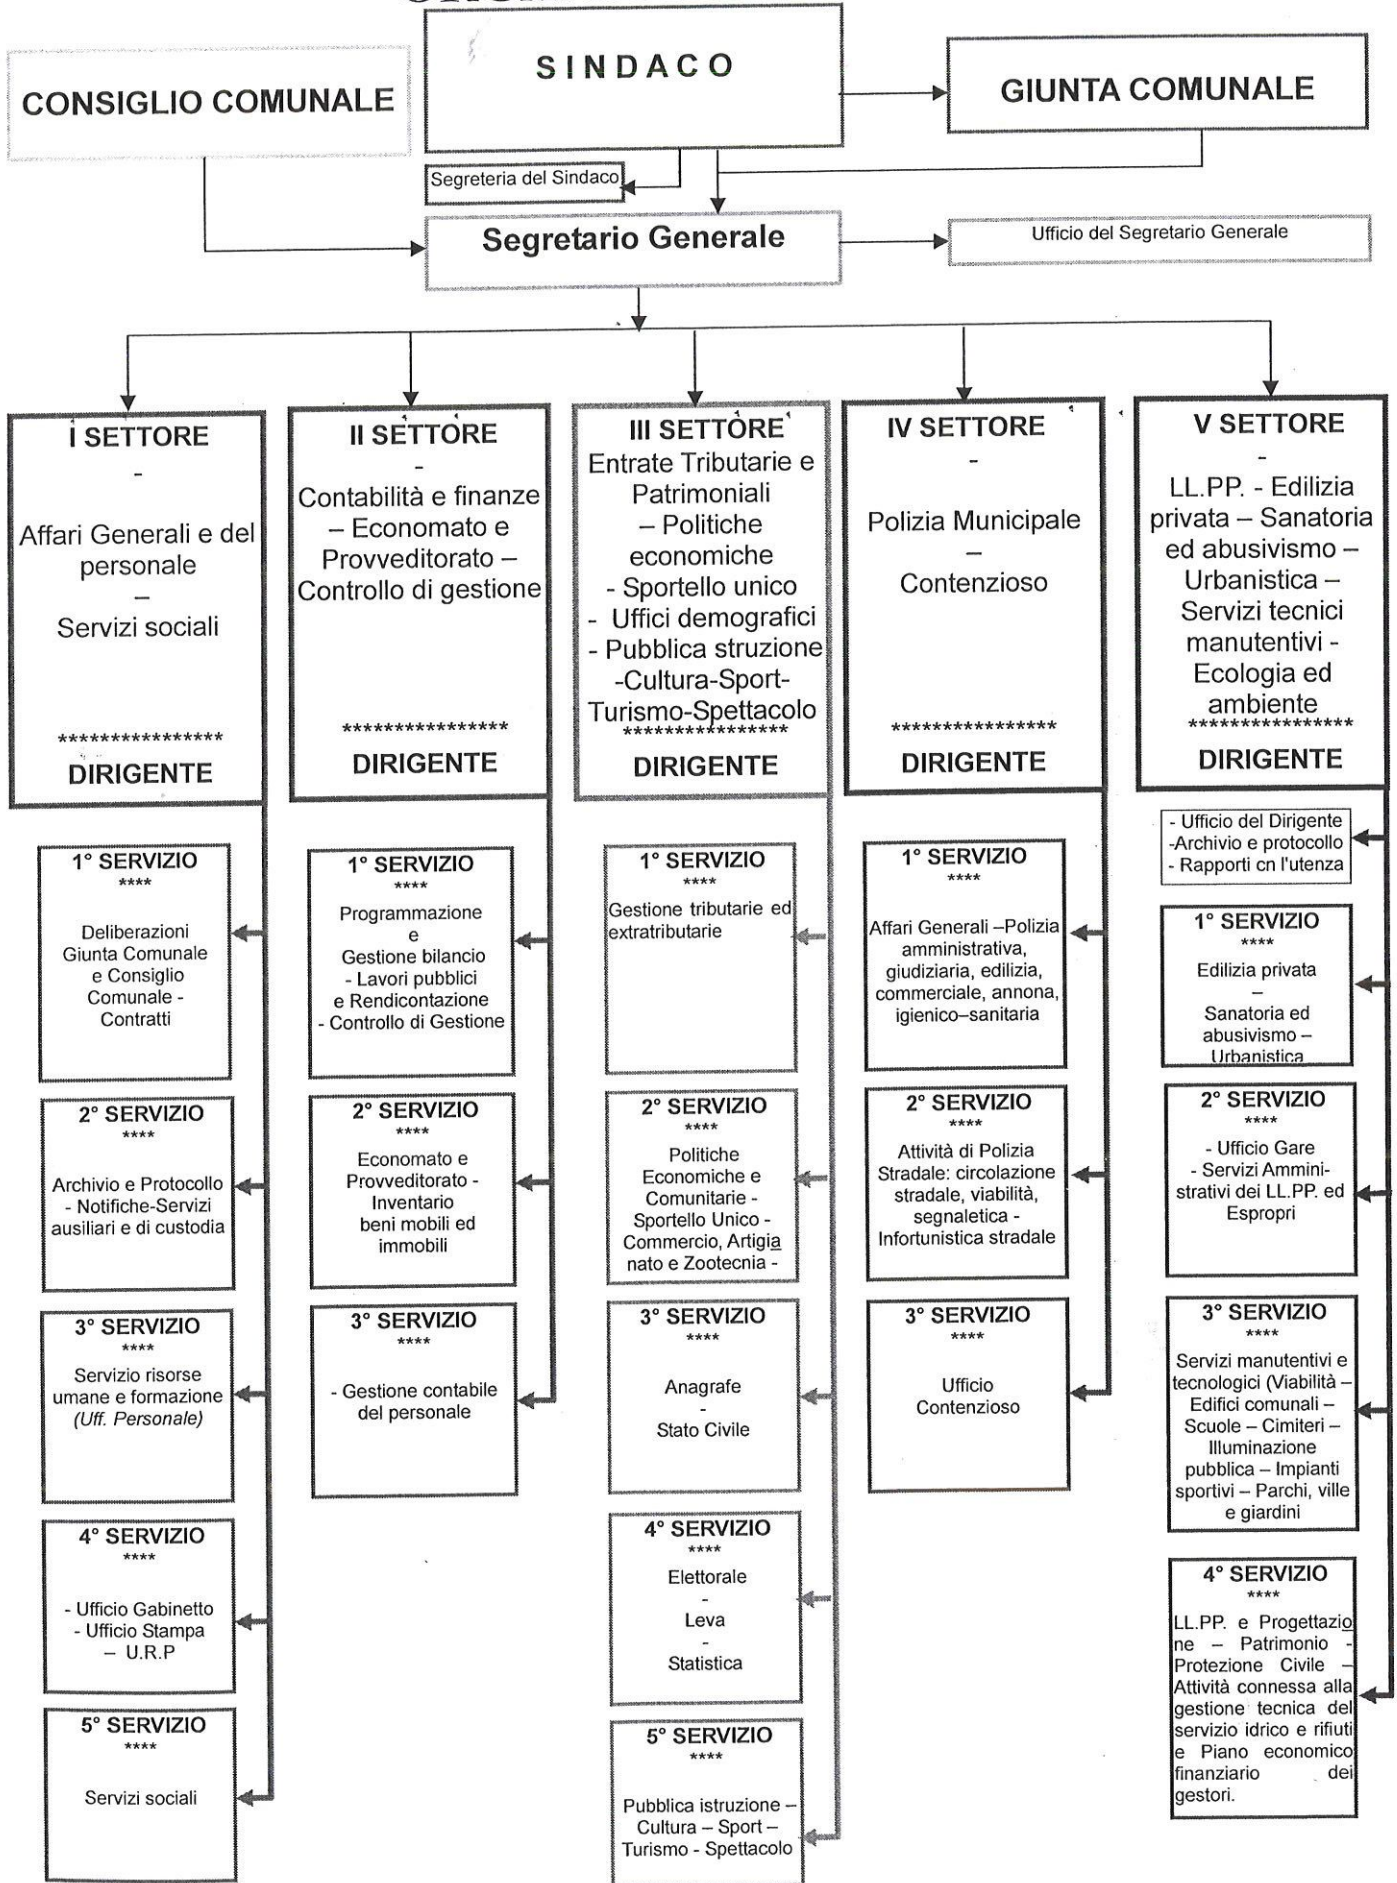 SINDACO
CONSIGLIO COMUNALE
GIUNTA COMUNALE
Segreteria del Sindaco
Segretario Generale
Ufficio del Segretario Generale
I SETTORE
-
Affari Generali e del
personale
–
Servizi sociali
****************
DIRIGENTE
II SETTORE
-
Contabilità e finanze
– Economato e
Provveditorato –
Controllo di gestione
****************
DIRIGENTE
III SETTORE
Entrate Tributarie e
Patrimoniali
– Politiche
economiche
- Sportello unico
- Uffici demografici
- Pubblica struzione
-Cultura-Sport-
Turismo-Spettacolo
****************
DIRIGENTE
IV SETTORE
-
Polizia Municipale
–
Contenzioso
****************
DIRIGENTE
V SETTORE
-
LL.PP. - Edilizia
privata – Sanatoria
ed abusivismo –
Urbanistica –
Servizi tecnici
manutentivi -
Ecologia ed
ambiente
****************
DIRIGENTE
1° SERVIZIO
****
Deliberazioni
Giunta Comunale
e Consiglio
Comunale -
Contratti
2° SERVIZIO
****
Archivio e Protocollo
- Notifiche-Servizi
ausiliari e di custodia
3° SERVIZIO
****
Servizio risorse
umane e formazione
(Uff. Personale)
4° SERVIZIO
****
- Ufficio Gabinetto
- Ufficio Stampa
– U.R.P
5° SERVIZIO
****
Servizi sociali
1° SERVIZIO
****
Programmazione
e
Gestione bilancio
- Lavori pubblici
e Rendicontazione
- Controllo di Gestione
2° SERVIZIO
****
Economato e
Provveditorato -
Inventario
beni mobili ed
immobili
3° SERVIZIO
****
- Gestione contabile
del personale
1° SERVIZIO
****
Gestione tributarie ed
extratributarie
2° SERVIZIO
****
Politiche
Economiche e
Comunitarie -
Sportello Unico -
Commercio, Artigia
nato e Zootecnia -
3° SERVIZIO
****
Anagrafe
-
Stato Civile
4° SERVIZIO
****
Elettorale
-
Leva
-
Statistica
5° SERVIZIO
****
Pubblica istruzione –
Cultura – Sport –
Turismo - Spettacolo
1° SERVIZIO
****
Affari Generali –Polizia
amministrativa,
giudiziaria, edilizia,
commerciale, annona,
igienico–sanitaria
2° SERVIZIO
****
Attività di Polizia
Stradale: circolazione
stradale, viabilità,
segnaletica -
Infortunistica stradale
3° SERVIZIO
****
Ufficio
Contenzioso
- Ufficio del Dirigente
-Archivio e protocollo
- Rapporti cn l'utenza
1° SERVIZIO
****
Edilizia privata
–
Sanatoria ed
abusivismo –
Urbanistica
2° SERVIZIO
****
- Ufficio Gare
- Servizi Ammini-
strativi dei LL.PP. ed
Espropri
3° SERVIZIO
****
Servizi manutentivi e
tecnologici (Viabilità –
Edifici comunali –
Scuole – Cimiteri –
Illuminazione
pubblica – Impianti
sportivi – Parchi, ville
e giardini
4° SERVIZIO
****
LL.PP. e Progettazio
ne – Patrimonio -
Protezione Civile –
Attività connessa alla
gestione tecnica del
servizio idrico e rifiuti
e Piano economico
finanziario dei
gestori.